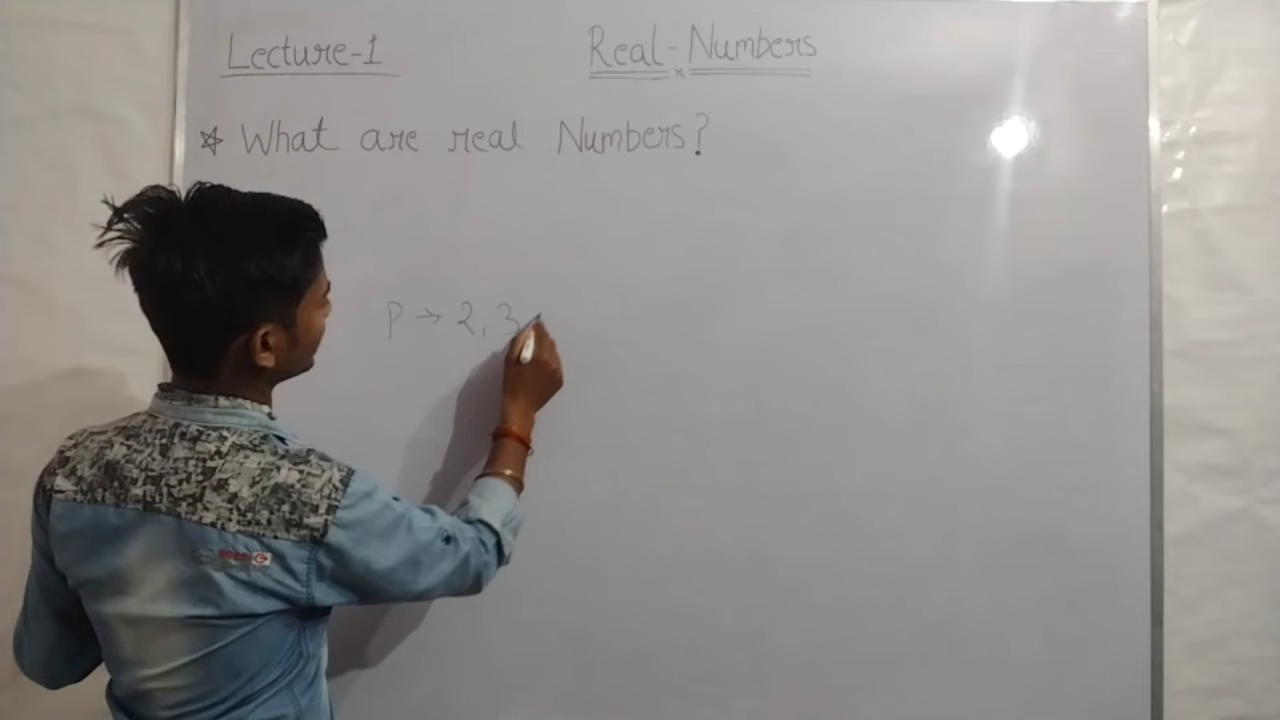 Lecture-1 Real-Numbers
☆ What are real Numbers?
P → 2, 3